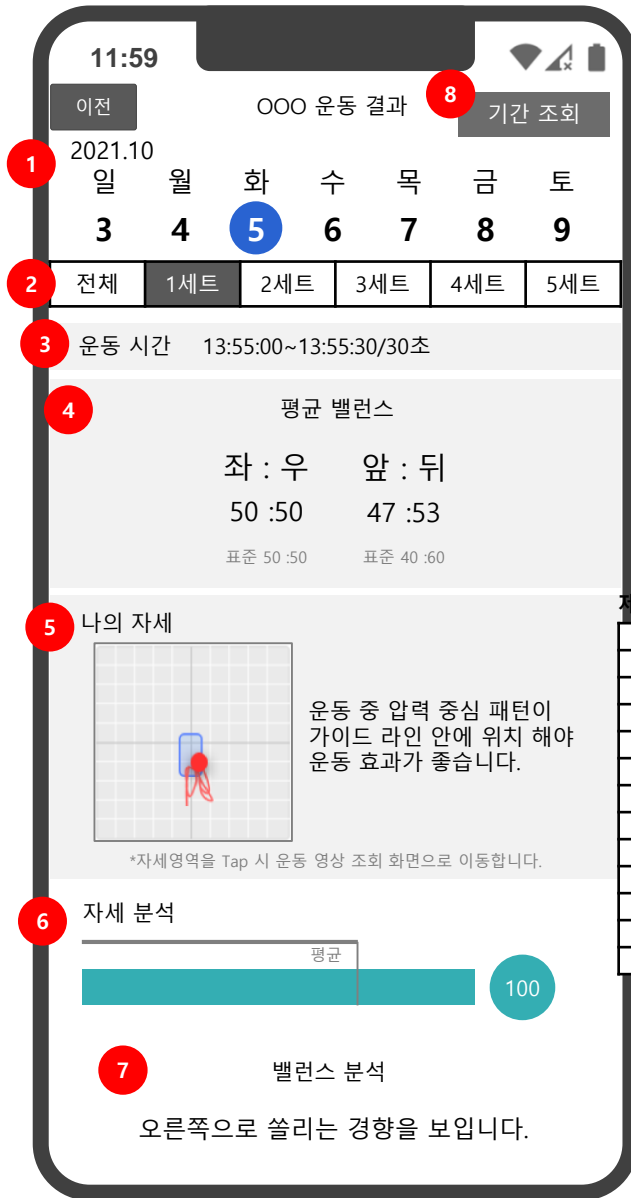 11:59
이전
OOO 운동 결과
8
기간 조회
1
2021.10
일 월 화 수 목 금 토
3 4 5 6 7 8 9
2
전체 1세트 2세트 3세트 4세트 5세트
3
운동 시간 13:55:00~13:55:30/30초
4
평균 밸런스
좌 : 우 앞 : 뒤
50 :50 47 :53
표준 50 :50 표준 40 :60
5
나의 자세
운동 중 압력 중심 패턴이
가이드 라인 안에 위치 해야
운동 효과가 좋습니다.
*자세영역을 Tap 시 운동 영상 조회 화면으로 이동합니다.
6
자세 분석
평균
100
7
밸런스 분석
오른쪽으로 쏠리는 경향을 보입니다.